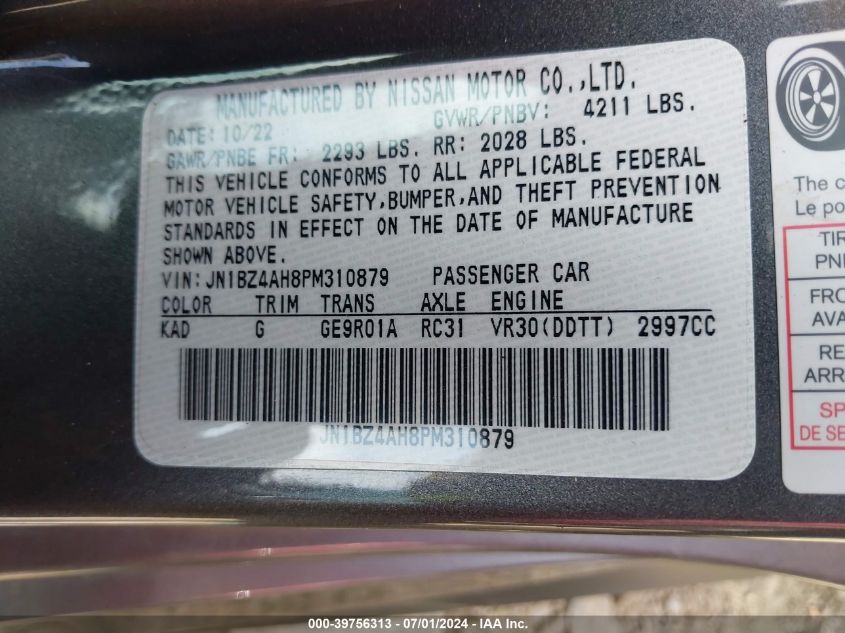 MANUFACTURED BY NISSAN MOTOR CO.,LTD.
DATE: 10/22 GVWR/PNBV: 4211 LBS.
GAWR/PNBE FR: 2293 LBS. RR: 2028 LBS.
THIS VEHICLE CONFORMS TO ALL APPLICABLE FEDERAL
MOTOR VEHICLE SAFETY,BUMPER,AND THEFT PREVENTION
STANDARDS IN EFFECT ON THE DATE OF MANUFACTURE
SHOWN ABOVE.
VIN: JN1BZ4AH8PM310879 PASSENGER CAR
COLOR TRIM TRANS AXLE ENGINE
KAD G GE9R01A RC31 VR30(DDTT) 2997CC
JN1BZ4AH8PM310879
The c
Le po
TIR
PNE
FRO
AVA
RE
ARR
SP
DE SE
000-39756313 - 07/01/2024 - IAA Inc.